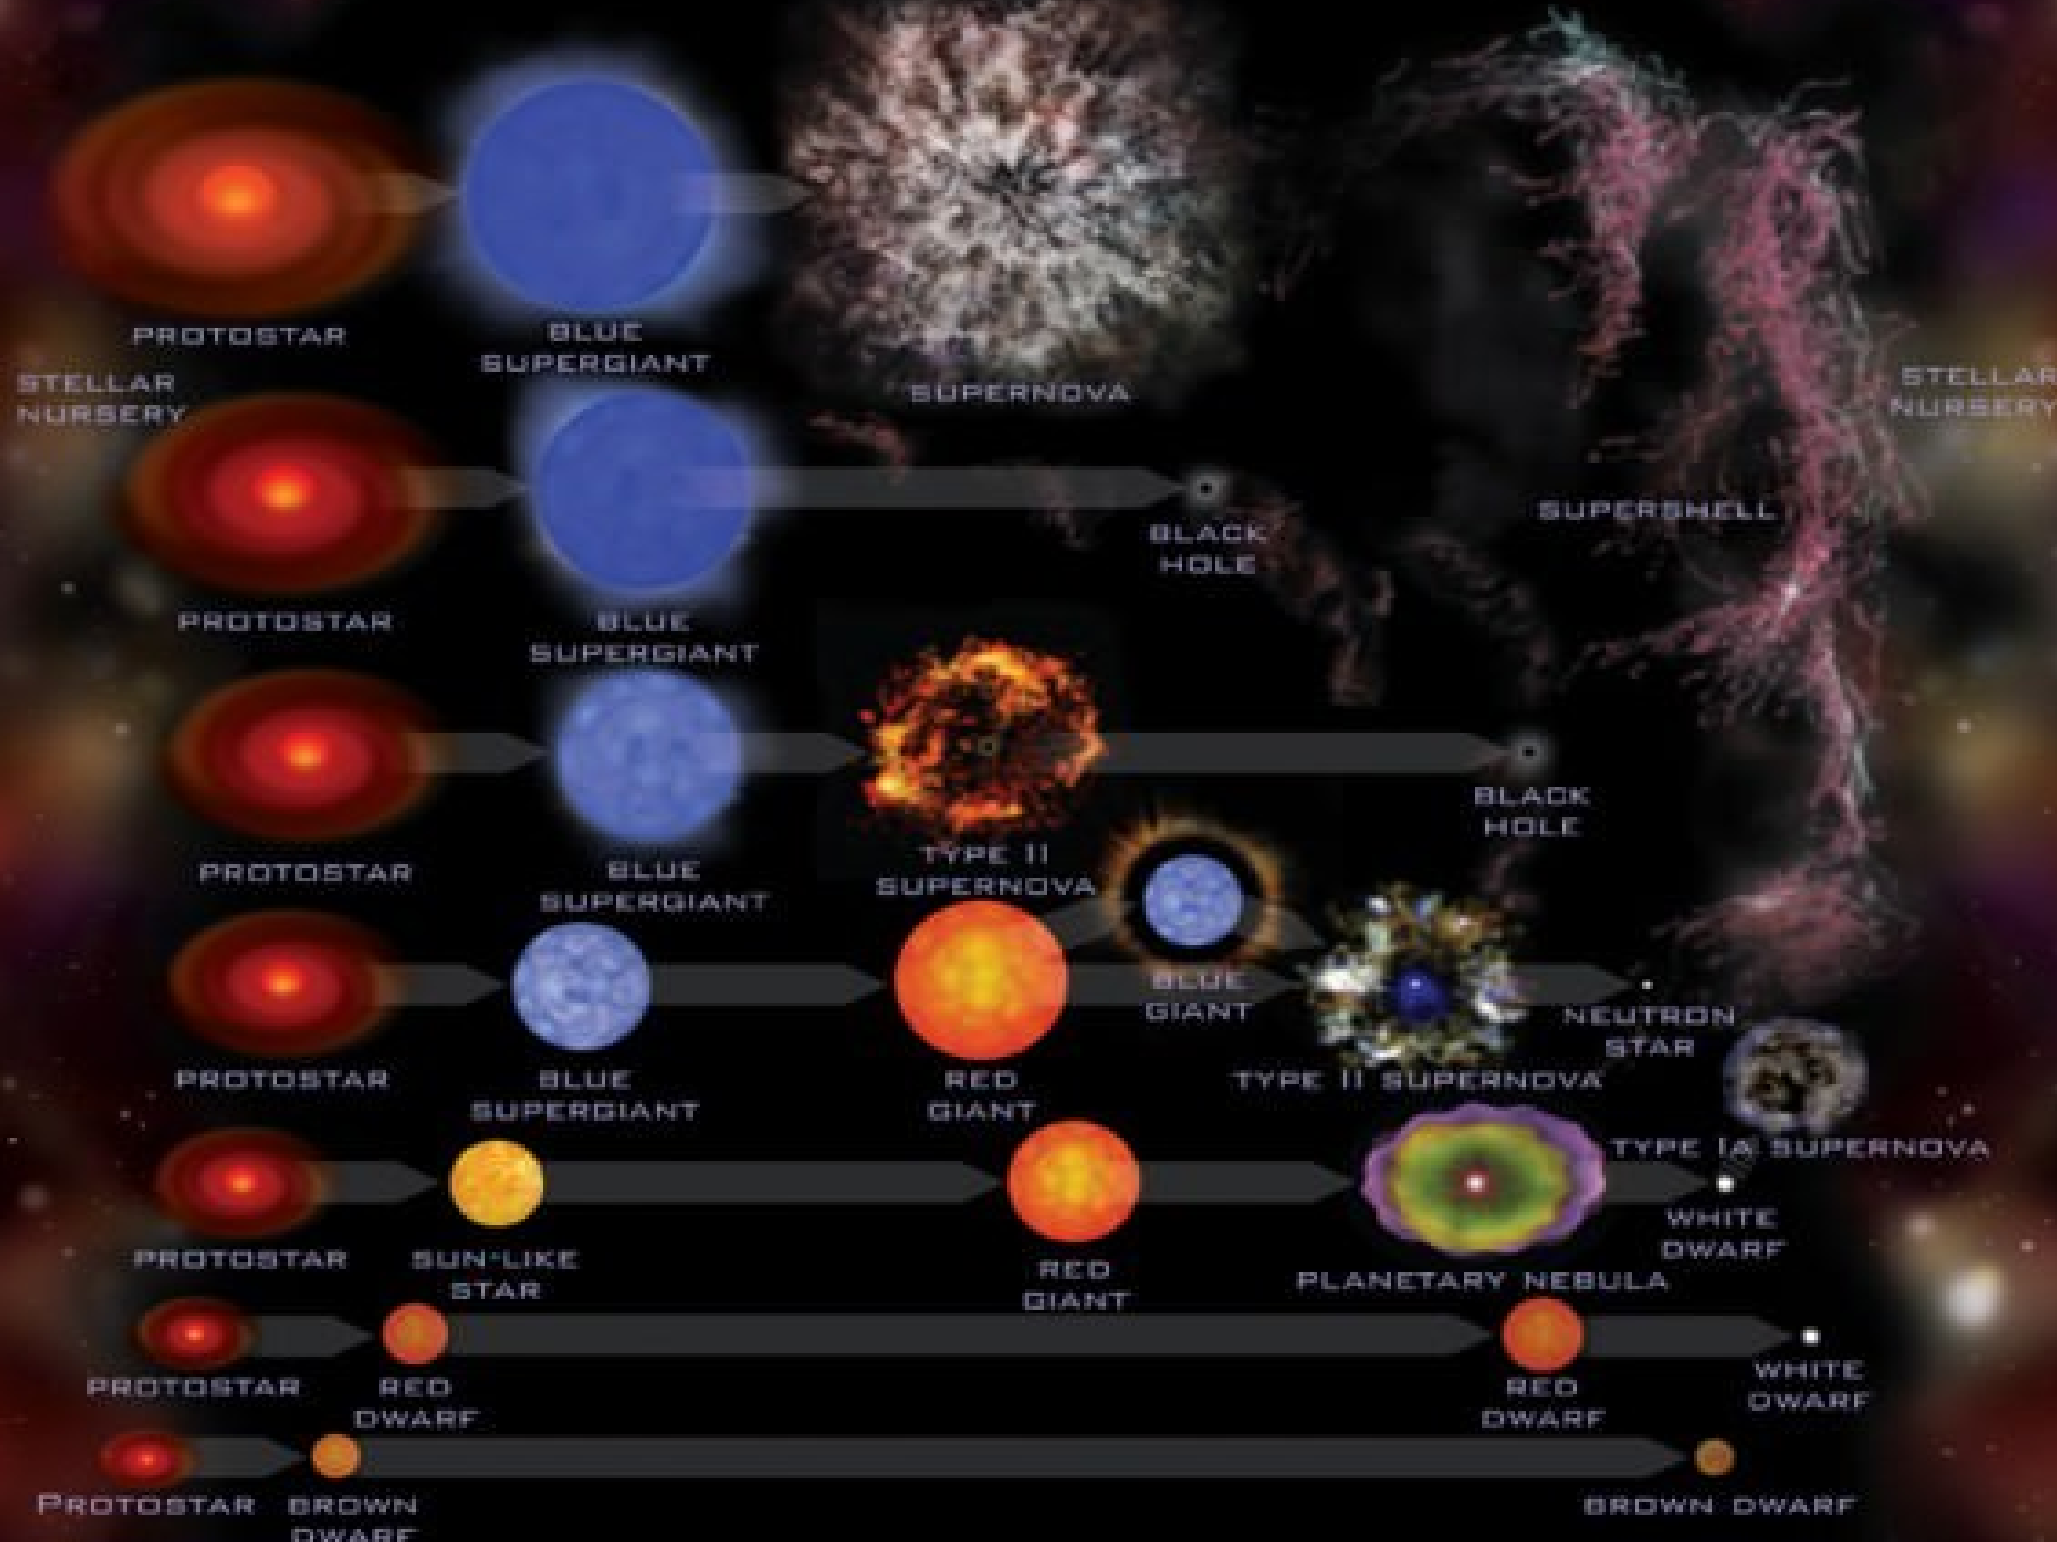 PROTOSTAR
BLUE
SUPERGIANT
SUPERNOVA
STELLAR
NURSERY
STELLAR
NURSERY
SUPERSHELL
BLACK
HOLE
PROTOSTAR
BLUE
SUPERGIANT
BLACK
HOLE
PROTOSTAR
BLUE
SUPERGIANT
TYPE II
SUPERNOVA
BLUE
GIANT
NEUTRON
STAR
PROTOSTAR
BLUE
SUPERGIANT
RED
GIANT
TYPE II SUPERNOVA
TYPE IA SUPERNOVA
WHITE
DWARF
PROTOSTAR
SUN-LIKE
STAR
RED
GIANT
PLANETARY NEBULA
PROTOSTAR
RED
DWARF
RED
DWARF
WHITE
DWARF
PROTOSTAR
BROWN
DWARF
BROWN DWARF